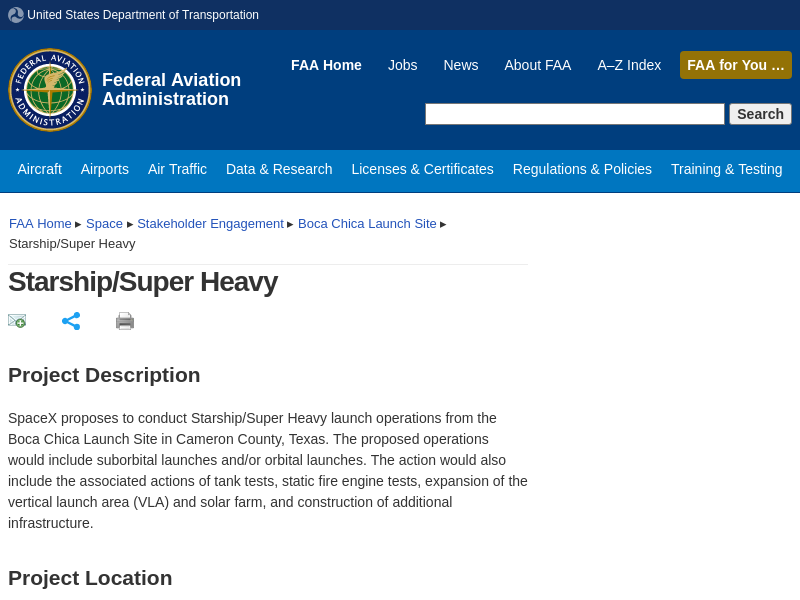 United States Department of Transportation
FAA Home Jobs News About FAA A–Z Index FAA for You …
FEDERAL AVIATION ADMINISTRATION
Federal Aviation
Administration
Search
Aircraft Airports Air Traffic Data & Research Licenses & Certificates Regulations & Policies Training & Testing
FAA Home ▸ Space ▸ Stakeholder Engagement ▸ Boca Chica Launch Site ▸
Starship/Super Heavy
Starship/Super Heavy
Project Description
SpaceX proposes to conduct Starship/Super Heavy launch operations from the
Boca Chica Launch Site in Cameron County, Texas. The proposed operations
would include suborbital launches and/or orbital launches. The action would also
include the associated actions of tank tests, static fire engine tests, expansion of the
vertical launch area (VLA) and solar farm, and construction of additional
infrastructure.
Project Location